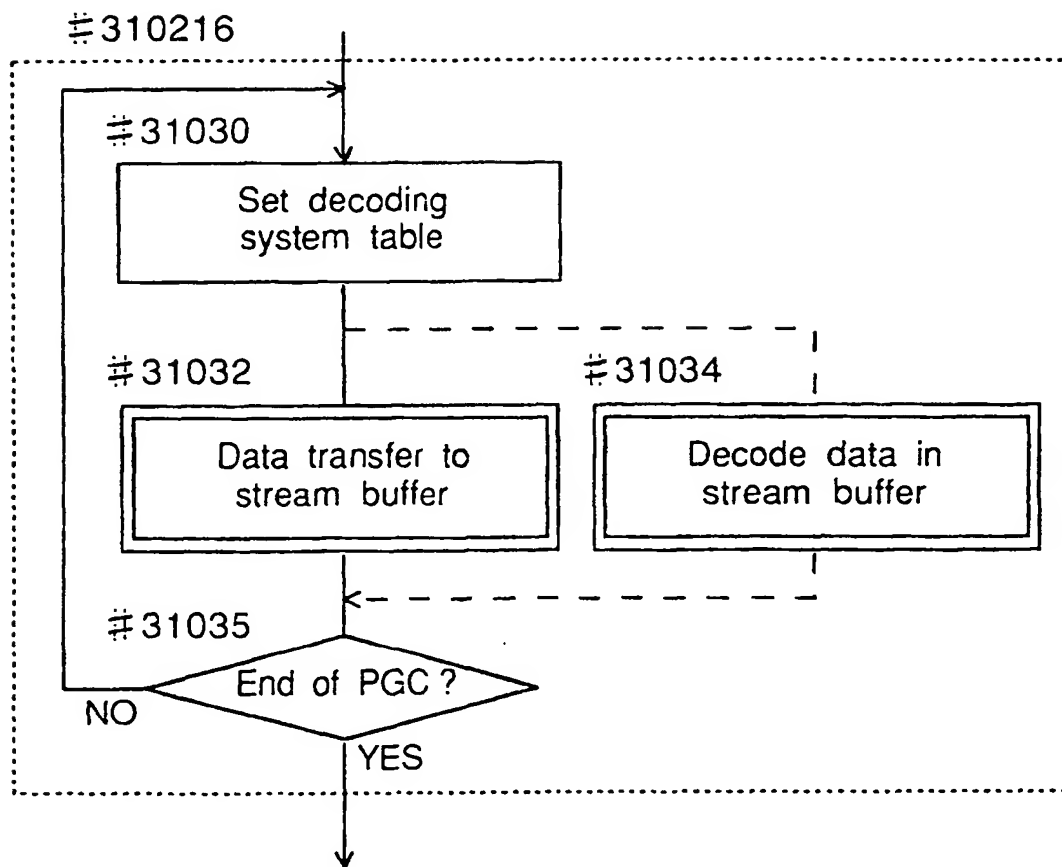 #310216
#31030
Set decoding
system table
#31032
#31034
Data transfer to
stream buffer
Decode data in
stream buffer
#31035
End of PGC?
NO
YES